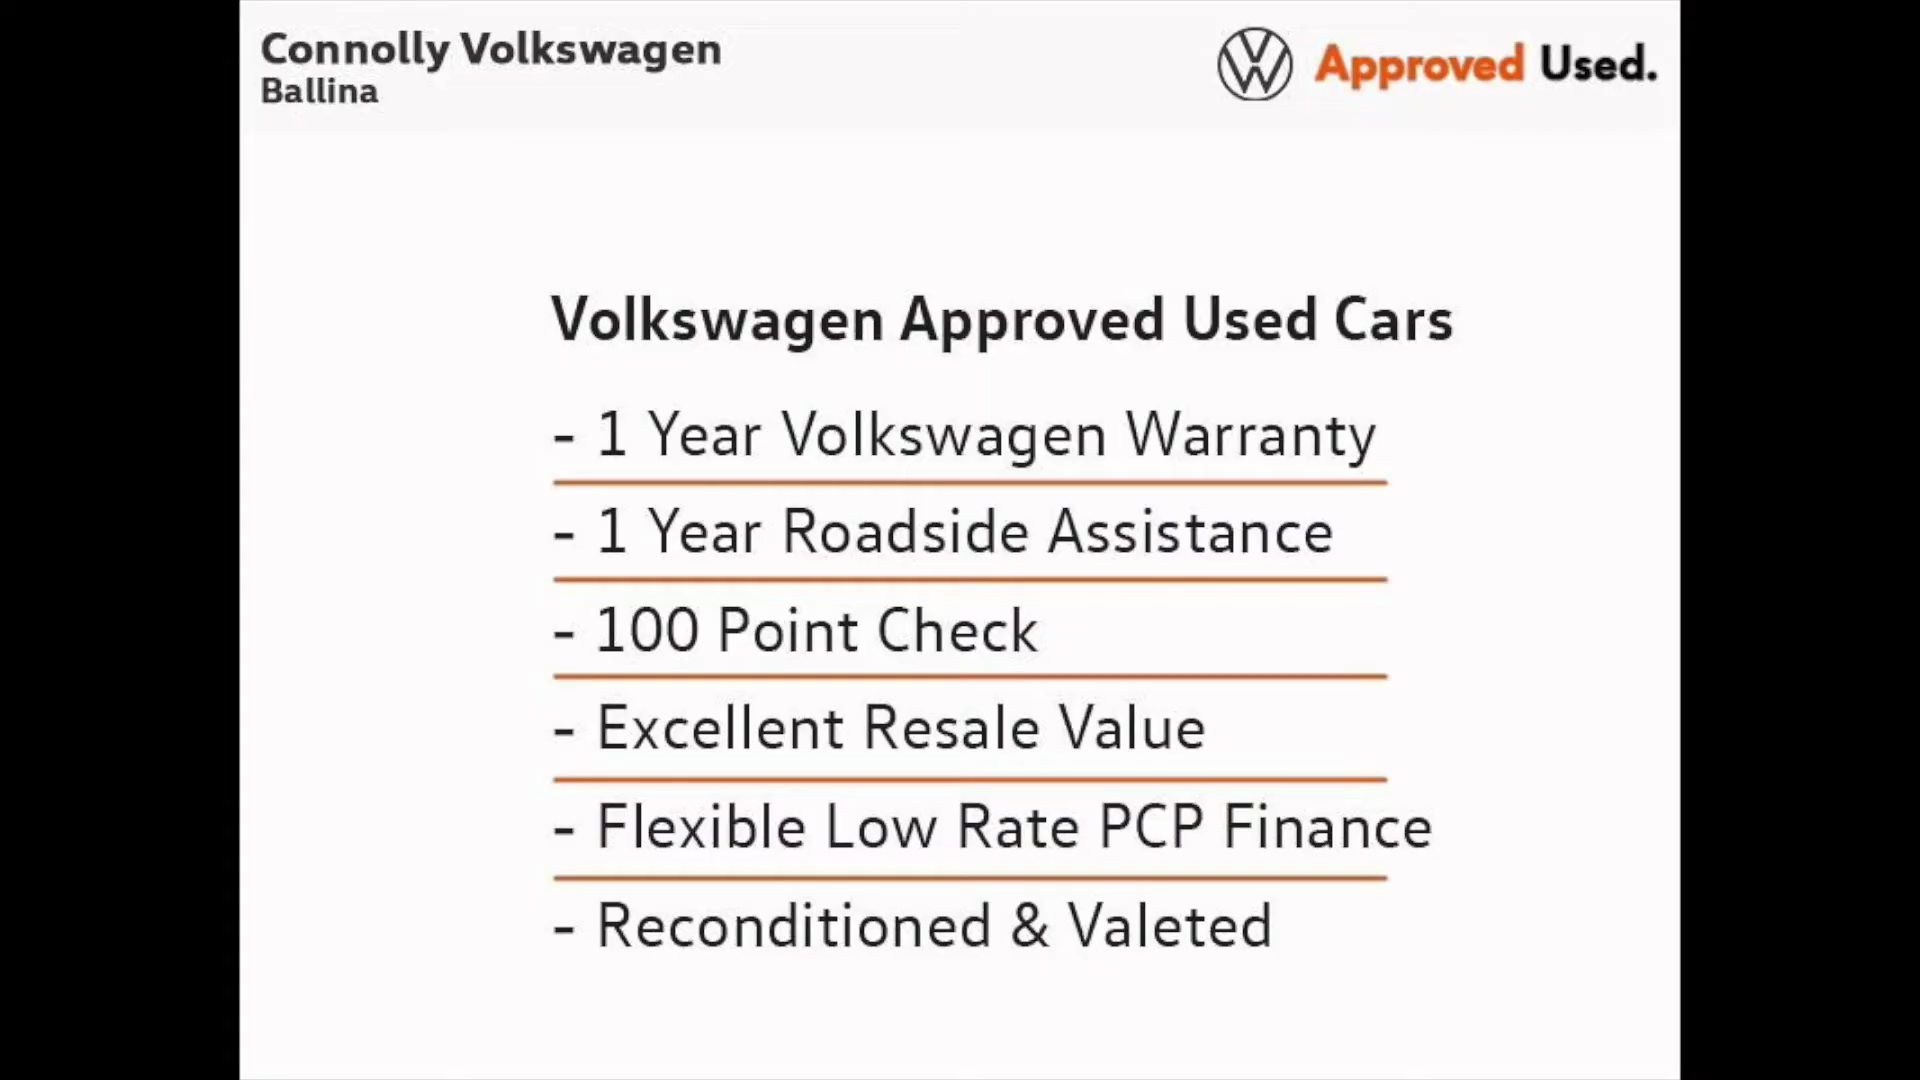 Connolly Volkswagen
Ballina
Approved Used.
Volkswagen Approved Used Cars
- 1 Year Volkswagen Warranty
- 1 Year Roadside Assistance
- 100 Point Check
- Excellent Resale Value
- Flexible Low Rate PCP Finance
- Reconditioned & Valeted